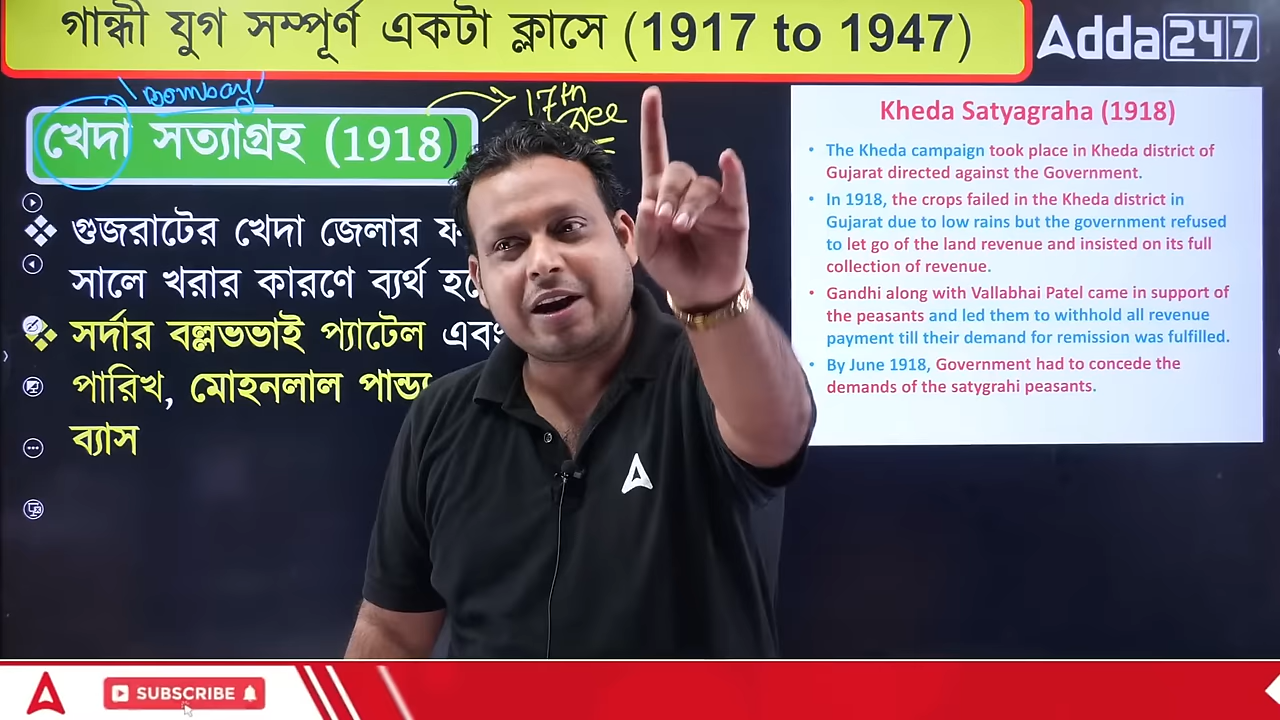 গান্ধী যুগ সম্পূর্ণ একটা ক্লাসে (1917 to 1947)
Adda247
Bombay
17th
Dec
খেদা সত্যাগ্রহ (1918)
গুজরাটের খেদা জেলার
সালে খরার কারণে ব্যর্থ
সর্দার বল্লভভাই প্যাটেল এবং
পারিখ, মোহনলাল পান্ড্য
ব্যাস
Kheda Satyagraha (1918)
• The Kheda campaign took place in Kheda district of
Gujarat directed against the Government.
• In 1918, the crops failed in the Kheda district in
Gujarat due to low rains but the government refused
to let go of the land revenue and insisted on its full
collection of revenue.
• Gandhi along with Vallabhai Patel came in support of
the peasants and led them to withhold all revenue
payment till their demand for remission was fulfilled.
• By June 1918, Government had to concede the
demands of the satygrahi peasants.
SUBSCRIBE